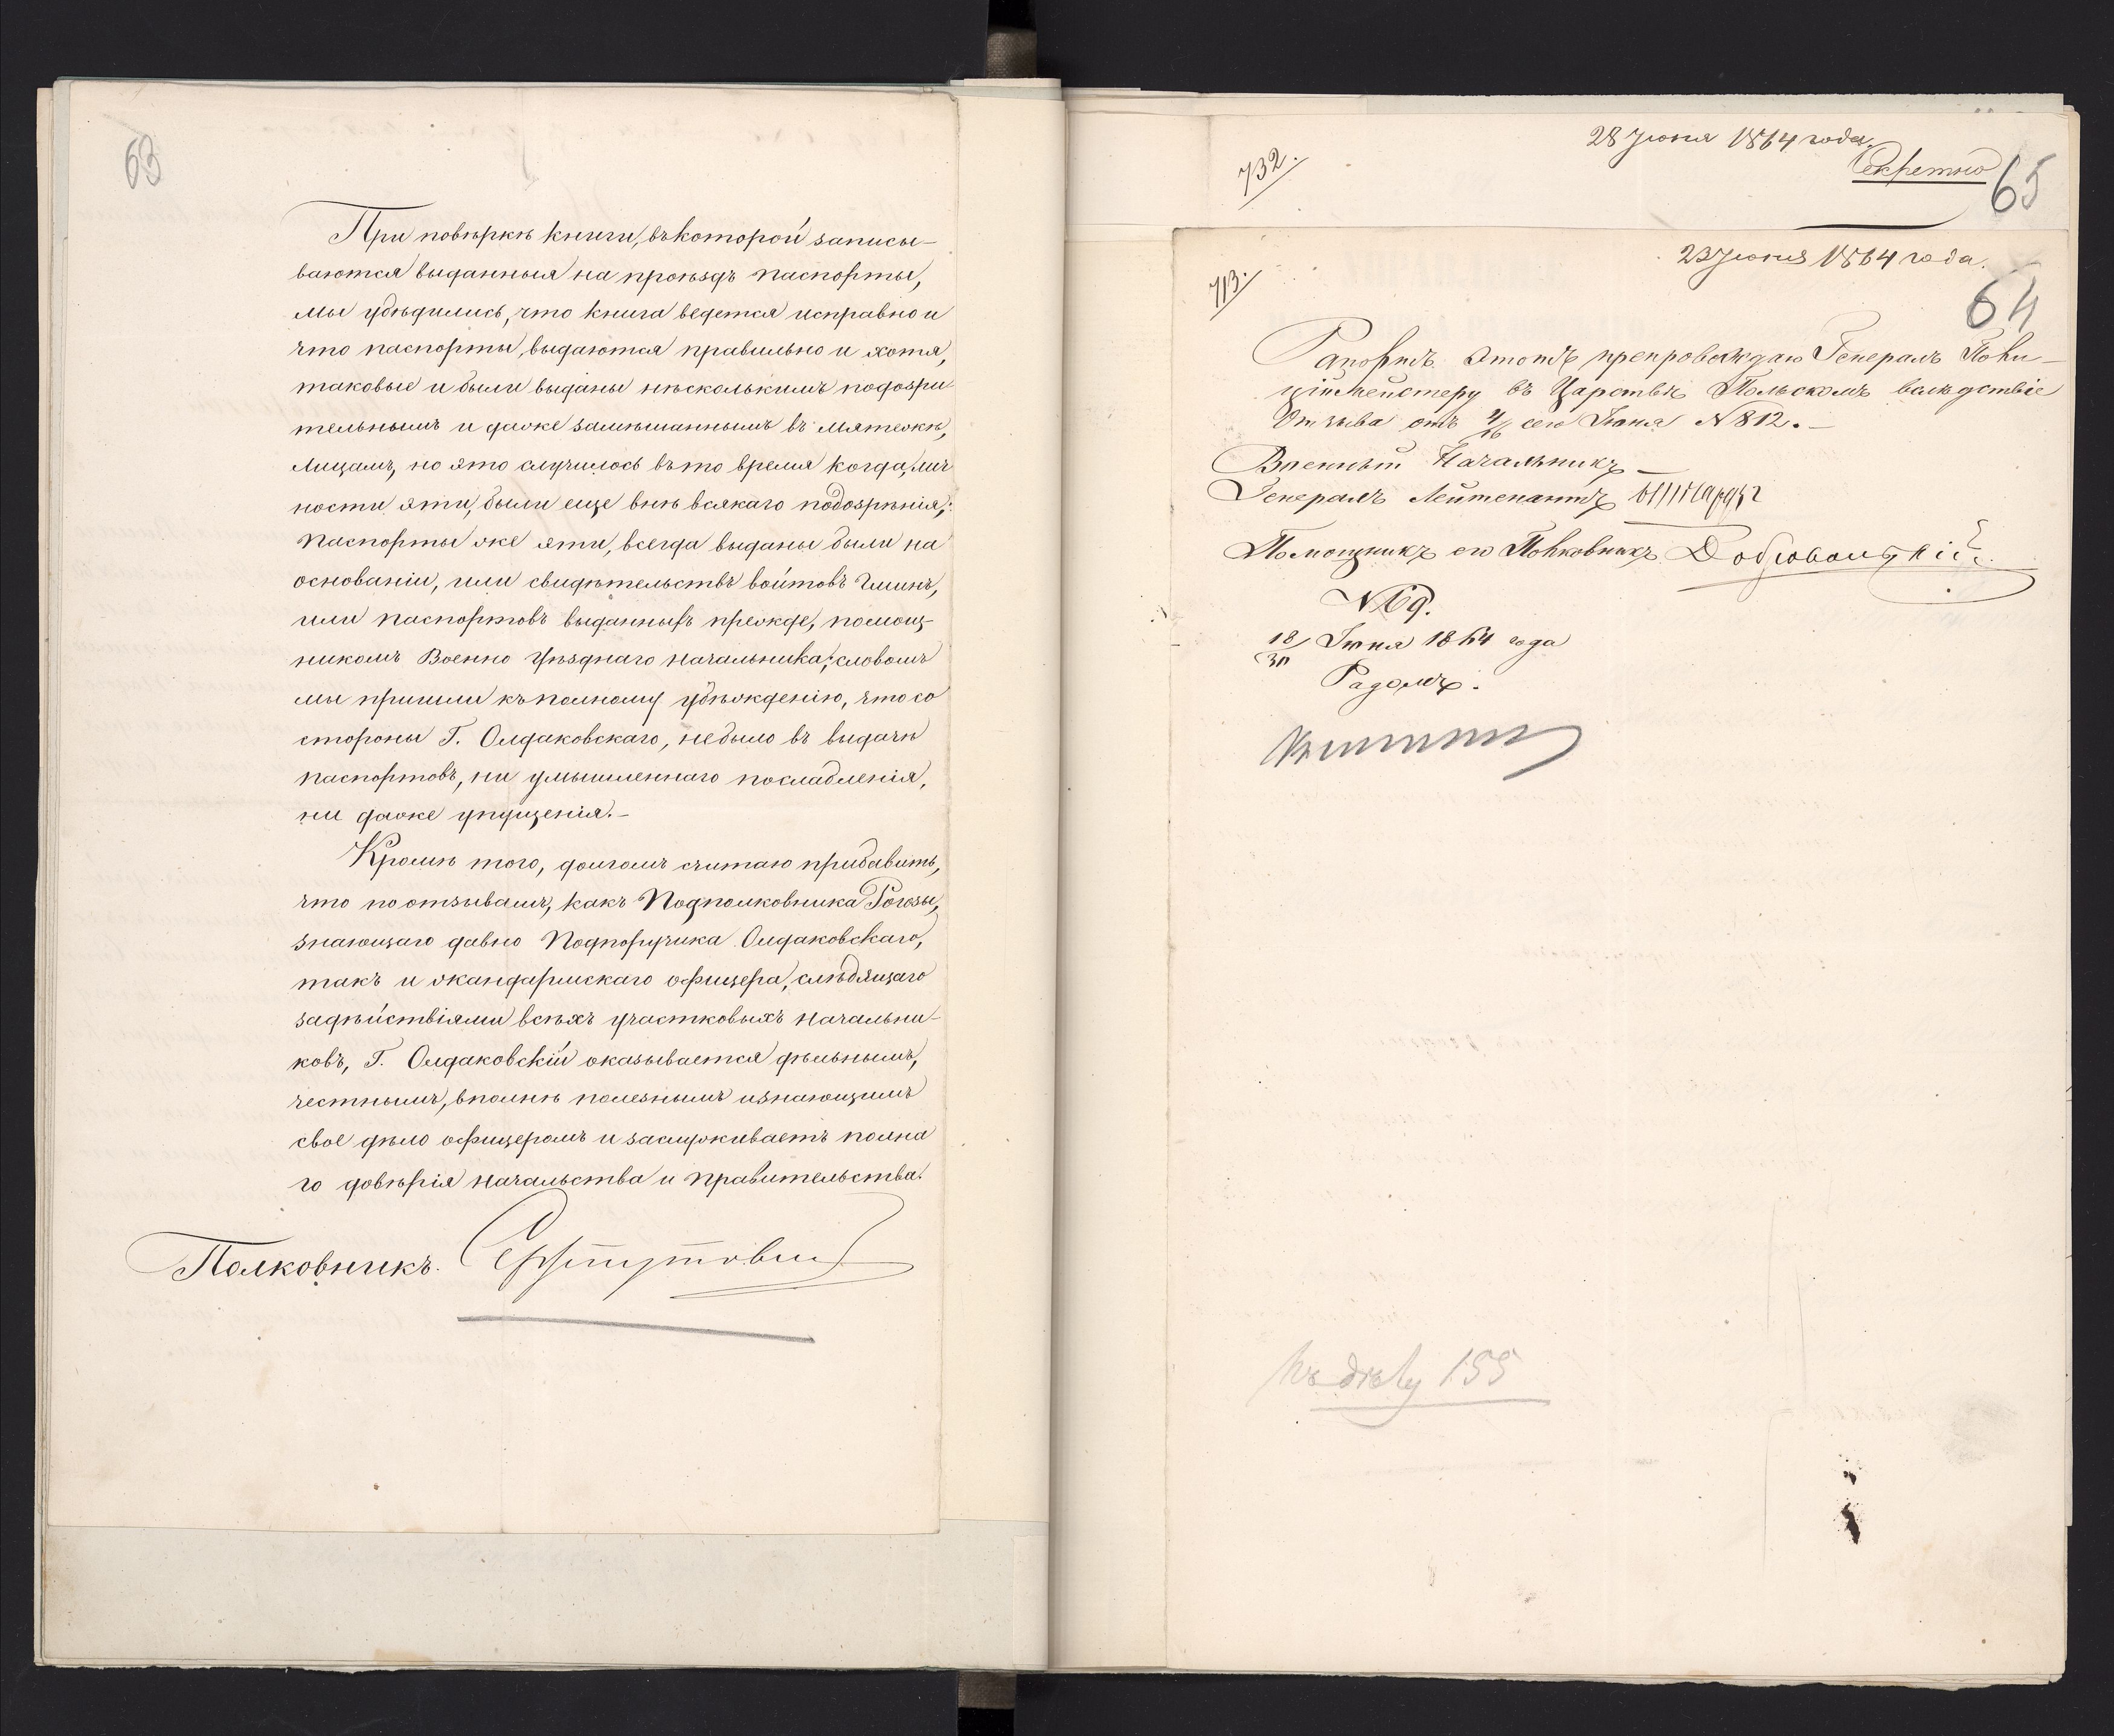 63
При повѣркѣ книги, въ которой записы-
ваются выданныя на проѣздъ паспорты,
мы убѣдились, что книга ведется исправно и
что паспорты, выдаются правильно и хотя,
таковые и были выданы нѣсколькимъ подозри
тельнымъ и даже замѣшаннымъ въ мятежѣ,
лицамъ, но это случилось въ то время когда, лич
ности эти, были еще внѣ всякаго подозрѣнія;
паспорты же эти, всегда выданы были на
основаніи, или свидѣтельствъ войтовъ Гминъ,
или паспортовъ выданныхъ прежде, помощ-
никомъ Военно Уѣзднаго Начальника; словомъ
мы пришли къ полному убѣжденію, что со
стороны Г. Олдаковскаго, не было въ выдачѣ
паспортовъ, ни умышленнаго послабленія,
ни даже упущенія.-
Кромѣ того, долгомъ считаю прибавить,
что по отзывамъ, какъ Подполковника Рогозы,
знающаго давно Подпоручика Олдаковскаго,
такъ и жандармскаго офицера, слѣдящаго
за дѣйствіями всѣхъ участковыхъ Начальни-
ковъ, Г. Олдаковскій оказывается дѣльнымъ,
честнымъ, вполнѣ полезнымъ и знающимъ
свое дѣло офицеромъ и заслуживаетъ полна
го довѣрія Начальства и Правительства.
Полковникъ.
732.
28 Іюня 1864 года.
Секретно
65
713.
23 Іюня 1864 года.
64
Рапортъ этотъ препровождаю Генералъ Поли-
ціймейстеру въ Царствѣ Польскомъ вслѣдствіе
Отзыва отъ 4/16 сего Іюня N 812.-
Военный Начальникъ
Генералъ Лейтенантъ
Помощникъ его Полковникъ Добровольскій
N 69.
18/30 Іюня 1864 года
Радомъ.
Къ дѣлу 155